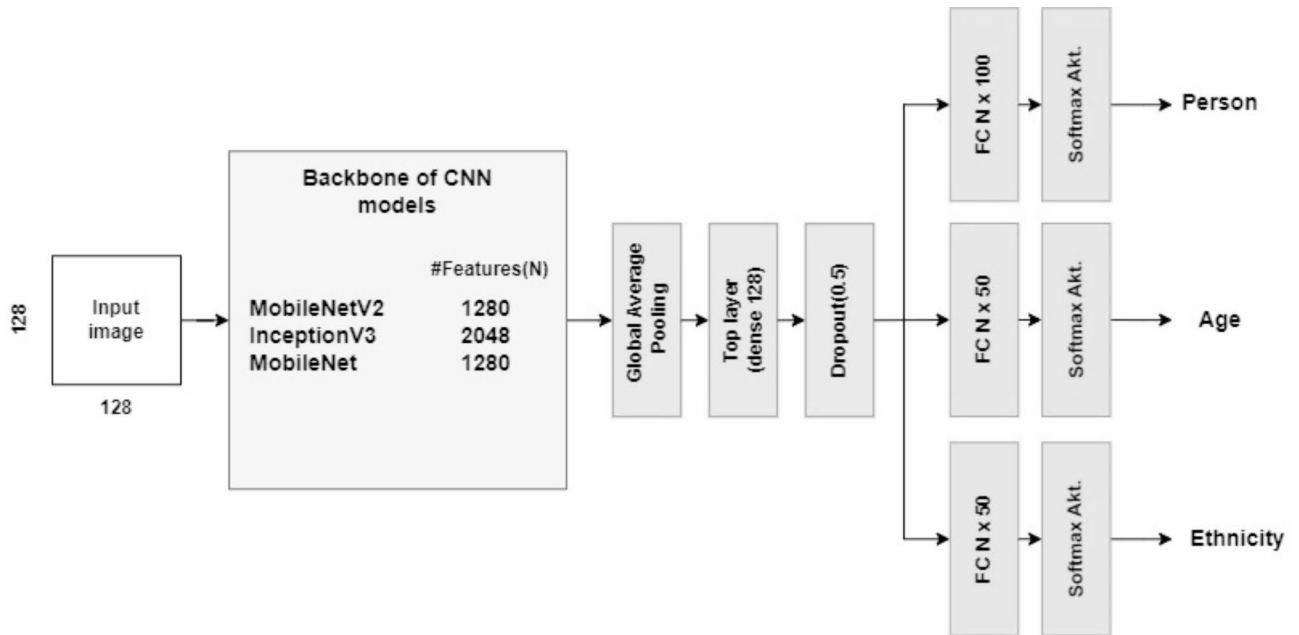 128
Input
image
128
Backbone of CNN
models
#Features(N)
MobileNetV2 1280
InceptionV3 2048
MobileNet 1280
Global Average
Pooling
Top layer
(dense 128)
Dropout(0.5)
FC N x 100
Softmax Akt.
Person
FC N x 50
Softmax Akt.
Age
FC N x 50
Softmax Akt.
Ethnicity